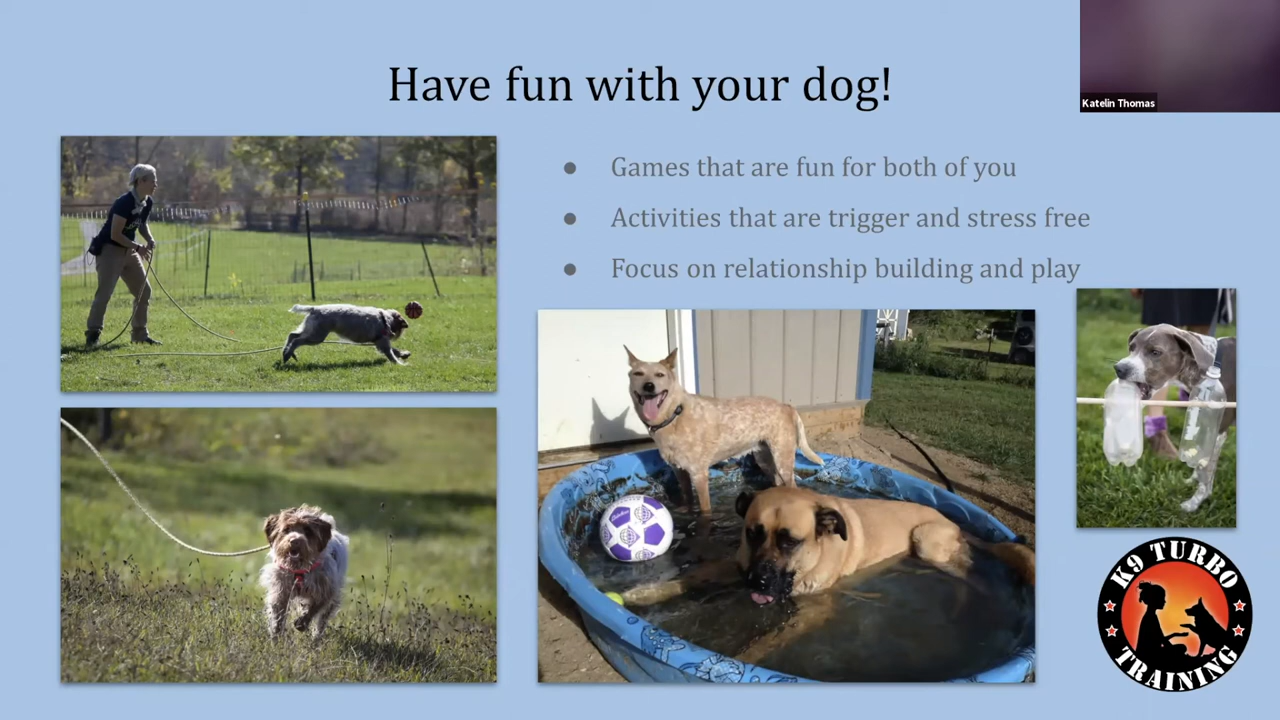 Have fun with your dog!
Katelin Thomas
● Games that are fun for both of you
● Activities that are trigger and stress free
● Focus on relationship building and play
K9 TURBO
TRAINING